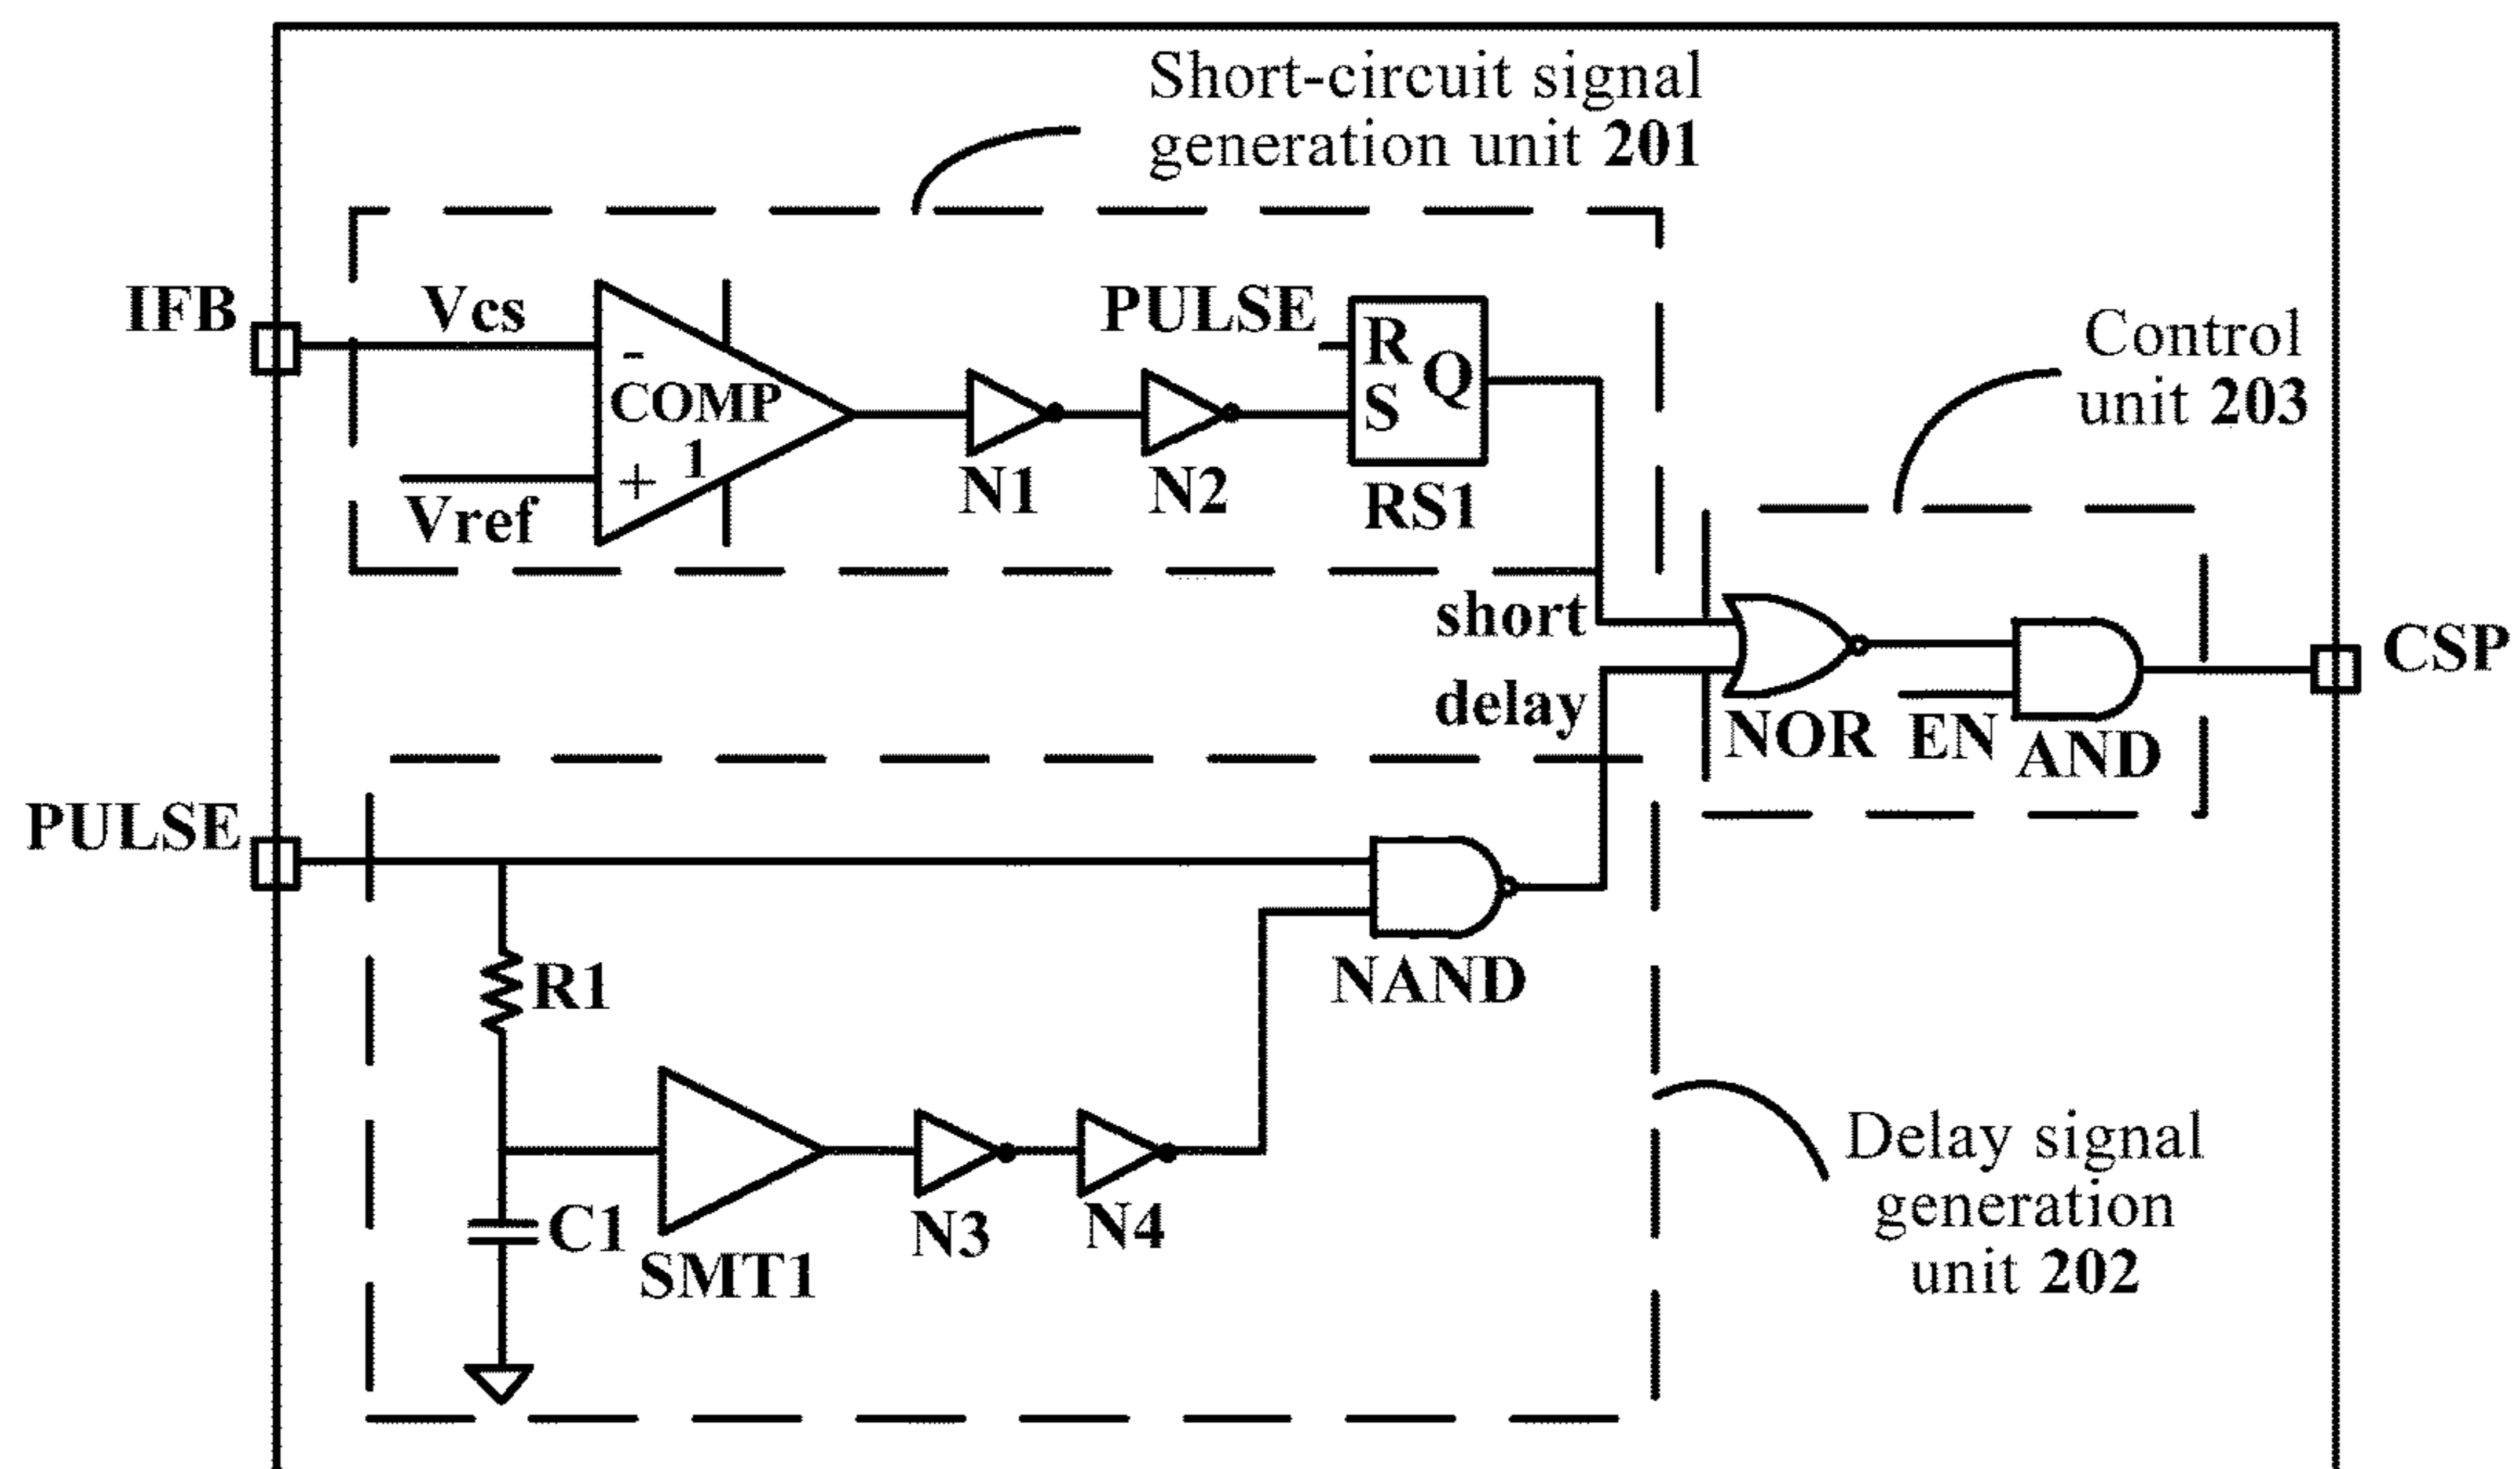 Short-circuit signal
generation unit 201
IFB
Vcs
PULSE
-
COMP
1
+
Vref
N1
N2
R
S
Q
RS1
Control
unit 203
short
delay
NOR
EN
AND
CSP
PULSE
R1
NAND
C1
SMT1
N3
N4
Delay signal
generation
unit 202